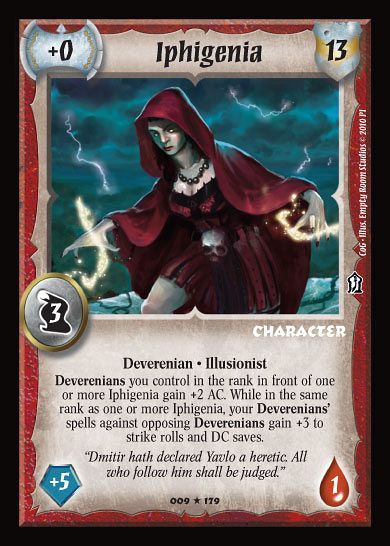 +0
Iphigenia
13
CoG • Illus. Empty Room Studios © 2010 PI
3
CHARACTER
Deverenian • Illusionist
Deverenians you control in the rank in front of one
or more Iphigenia gain +2 AC. While in the same
rank as one or more Iphigenia, your Deverenians’
spells against opposing Deverenians gain +3 to
strike rolls and DC saves.
“Dmitir hath declared Yavlo a heretic. All
who follow him shall be judged.”
+5
1
009 ★ 179